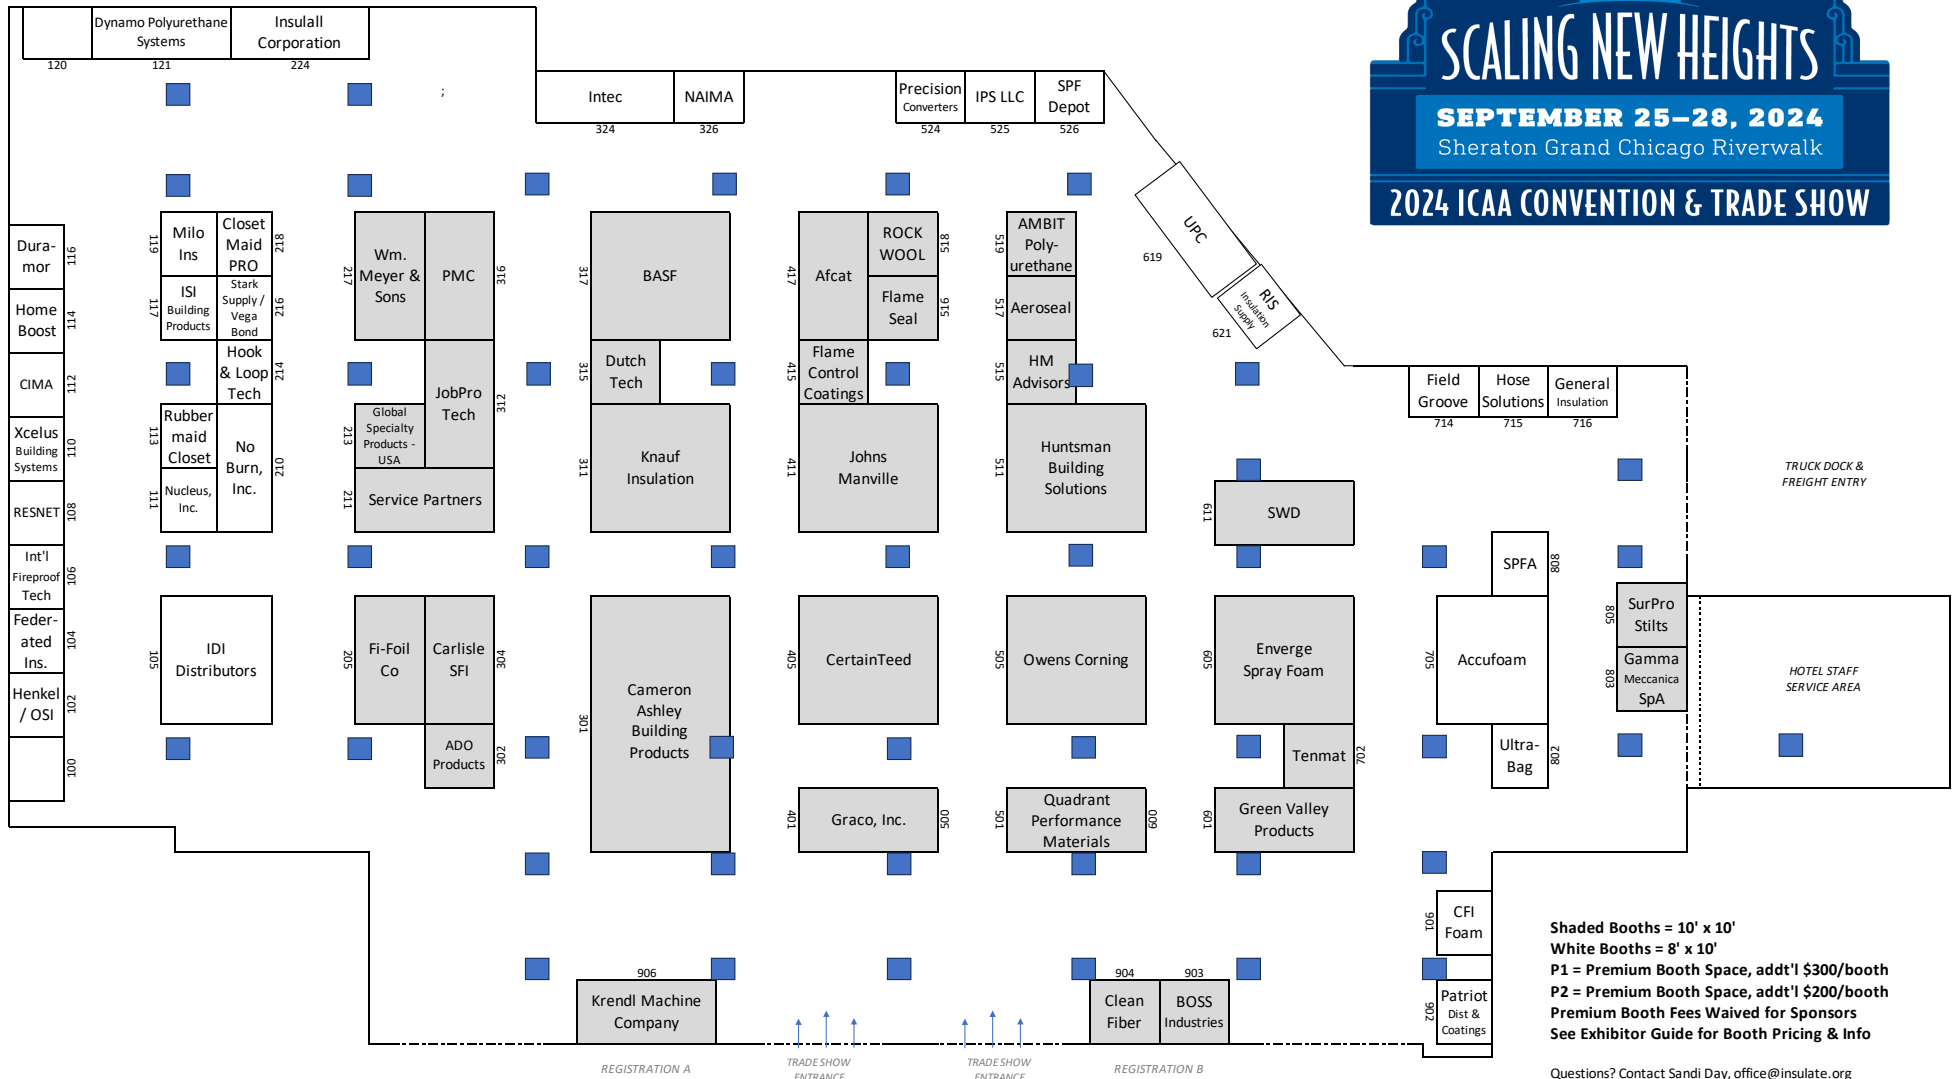 Dynamo Polyurethane
Systems
Insulall
Corporation
120
121
224
;
Intec
NAIMA
Precision
Converters
IPS LLC
SPF
Depot
324
326
524
525
526
SCALING NEW HEIGHTS
SEPTEMBER 25–28, 2024
Sheraton Grand Chicago Riverwalk
2024 ICAA CONVENTION & TRADE SHOW
UPC
619
RIS
Insulation
Supply
621
Dura-
mor
116
Home
Boost
114
CIMA
112
Xcelus
Building
Systems
110
RESNET
108
Int'l
Fireproof
Tech
106
Feder-
ated
Ins.
104
Henkel
/ OSI
102
100
119
Milo
Ins
Closet
Maid
PRO
218
117
ISI
Building
Products
Stark
Supply /
Vega
Bond
216
Hook
& Loop
Tech
214
113
Rubber
maid
Closet
111
Nucleus,
Inc.
No
Burn,
Inc.
210
105
IDI
Distributors
217
Wm.
Meyer &
Sons
PMC
316
JobPro
Tech
312
213
Global
Specialty
Products -
USA
211
Service Partners
205
Fi-Foil
Co
Carlisle
SFI
304
ADO
Products
302
317
BASF
315
Dutch
Tech
311
Knauf
Insulation
301
Cameron
Ashley
Building
Products
417
Afcat
ROCK
WOOL
518
Flame
Seal
516
415
Flame
Control
Coatings
411
Johns
Manville
405
CertainTeed
401
Graco, Inc.
500
519
AMBIT
Poly-
urethane
517
Aeroseal
515
HM
Advisors
511
Huntsman
Building
Solutions
505
Owens Corning
501
Quadrant
Performance
Materials
600
611
SWD
605
Enverge
Spray Foam
Tenmat
702
601
Green Valley
Products
Field
Groove
Hose
Solutions
General
Insulation
714
715
716
SPFA
808
705
Accufoam
Ultra-
Bag
802
805
SurPro
Stilts
803
Gamma
Meccanica
SpA
TRUCK DOCK &
FREIGHT ENTRY
HOTEL STAFF
SERVICE AREA
901
CFI
Foam
902
Patriot
Dist &
Coatings
906
Krendl Machine
Company
904
903
Clean
Fiber
BOSS
Industries
REGISTRATION A
TRADE SHOW
ENTRANCE
TRADE SHOW
ENTRANCE
REGISTRATION B
Shaded Booths = 10' x 10'
White Booths = 8' x 10'
P1 = Premium Booth Space, addt'l $300/booth
P2 = Premium Booth Space, addt'l $200/booth
Premium Booth Fees Waived for Sponsors
See Exhibitor Guide for Booth Pricing & Info
Questions? Contact Sandi Day, office@insulate.org